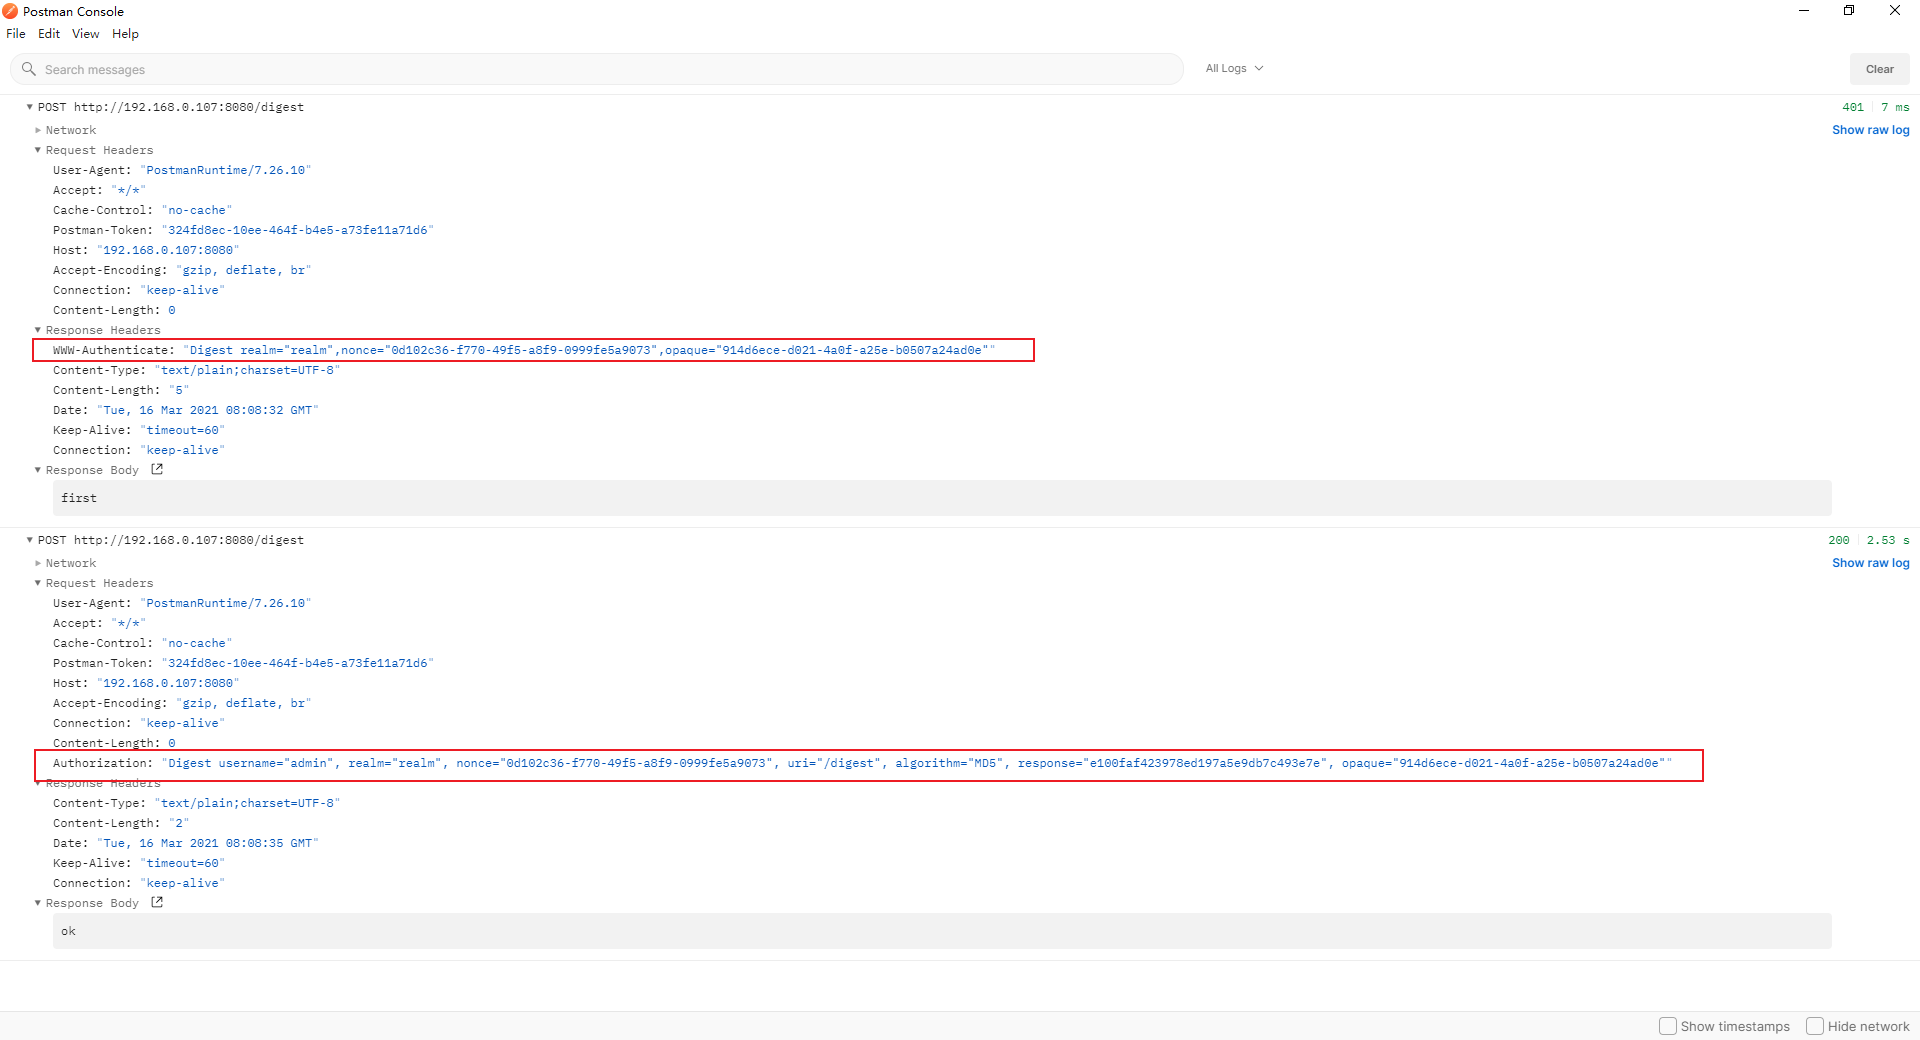 Postman Console
File Edit View Help
Search messages All Logs Clear
POST http://192.168.0.107:8080/digest 401 7 ms
Network Show raw log
Request Headers
User-Agent: "PostmanRuntime/7.26.10"
Accept: "*/*"
Cache-Control: "no-cache"
Postman-Token: "324fd8ec-10ee-464f-b4e5-a73fe11a71d6"
Host: "192.168.0.107:8080"
Accept-Encoding: "gzip, deflate, br"
Connection: "keep-alive"
Content-Length: 0
Response Headers
WWW-Authenticate: "Digest realm="realm",nonce="0d102c36-f770-49f5-a8f9-0999fe5a9073",opaque="914d6ece-d021-4a0f-a25e-b0507a24ad0e""
Content-Type: "text/plain;charset=UTF-8"
Content-Length: "5"
Date: "Tue, 16 Mar 2021 08:08:32 GMT"
Keep-Alive: "timeout=60"
Connection: "keep-alive"
Response Body
first
POST http://192.168.0.107:8080/digest 200 2.53 s
Network Show raw log
Request Headers
User-Agent: "PostmanRuntime/7.26.10"
Accept: "*/*"
Cache-Control: "no-cache"
Postman-Token: "324fd8ec-10ee-464f-b4e5-a73fe11a71d6"
Host: "192.168.0.107:8080"
Accept-Encoding: "gzip, deflate, br"
Connection: "keep-alive"
Content-Length: 0
Authorization: "Digest username="admin", realm="realm", nonce="0d102c36-f770-49f5-a8f9-0999fe5a9073", uri="/digest", algorithm="MD5", response="e100faf423978ed197a5e9db7c493e7e", opaque="914d6ece-d021-4a0f-a25e-b0507a24ad0e""
Response Headers
Content-Type: "text/plain;charset=UTF-8"
Content-Length: "2"
Date: "Tue, 16 Mar 2021 08:08:35 GMT"
Keep-Alive: "timeout=60"
Connection: "keep-alive"
Response Body
ok
Show timestamps Hide network